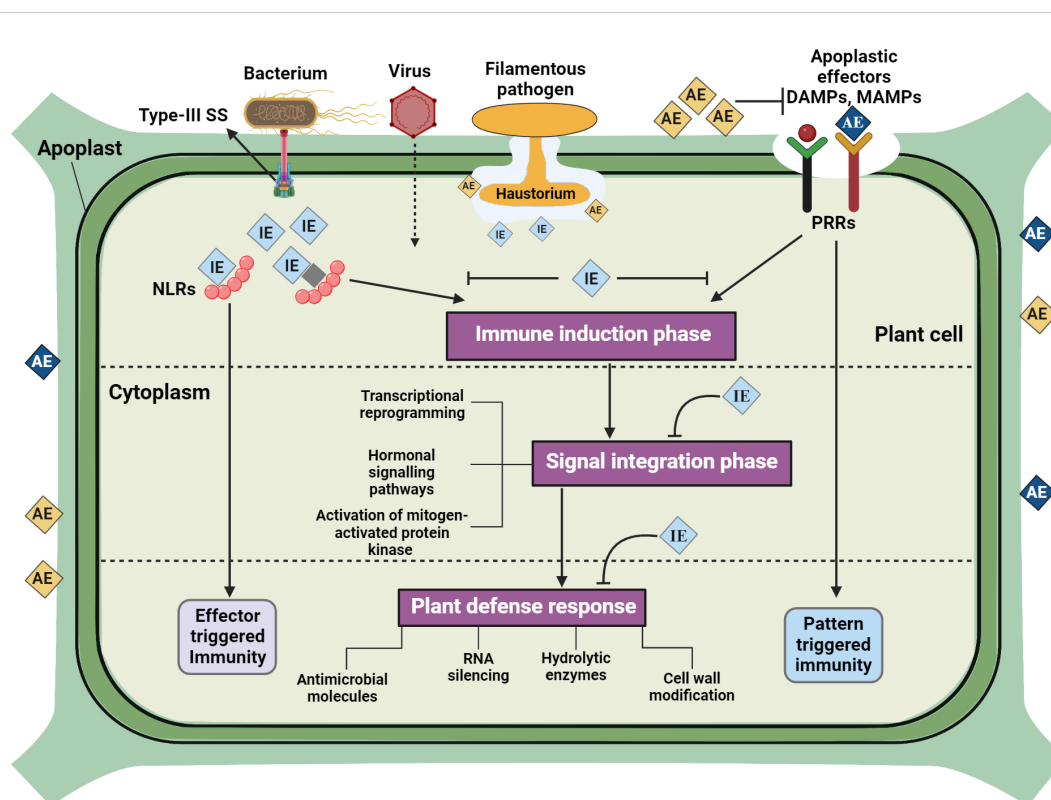 Bacterium
Virus
Filamentous
pathogen
Apoplastic
effectors
DAMPs, MAMPs
Type-III SS
AE
AE
AE
AE
Apoplast
Haustorium
AE
AE
PRRs
IE
IE
IE
IE
AE
IE
IE
NLRs
IE
AE
Immune induction phase
Plant cell
AE
Cytoplasm
Transcriptional
reprogramming
IE
Hormonal
signalling
pathways
Signal integration phase
AE
AE
Activation of mitogen-
activated protein
kinase
IE
AE
Plant defense response
Effector
triggered
Immunity
Pattern
triggered
immunity
Antimicrobial
molecules
RNA
silencing
Hydrolytic
enzymes
Cell wall
modification